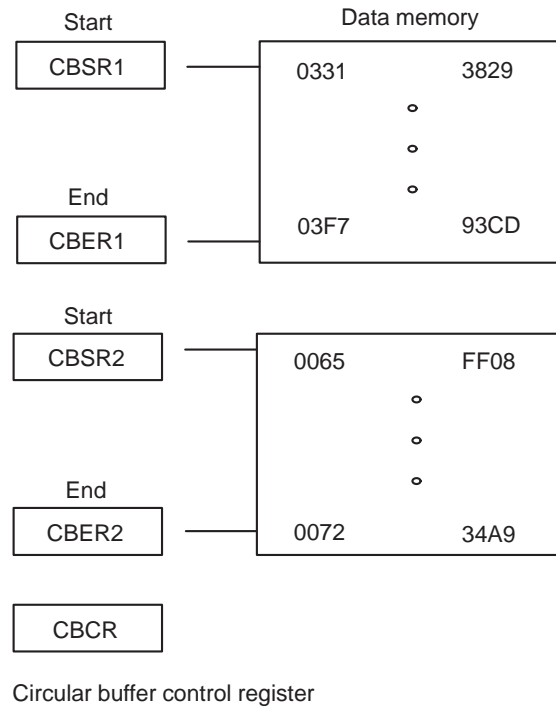 Start
Data memory
CBSR1
0331 3829
End
CBER1
03F7 93CD
Start
CBSR2
0065 FF08
End
CBER2
0072 34A9
CBCR
Circular buffer control register